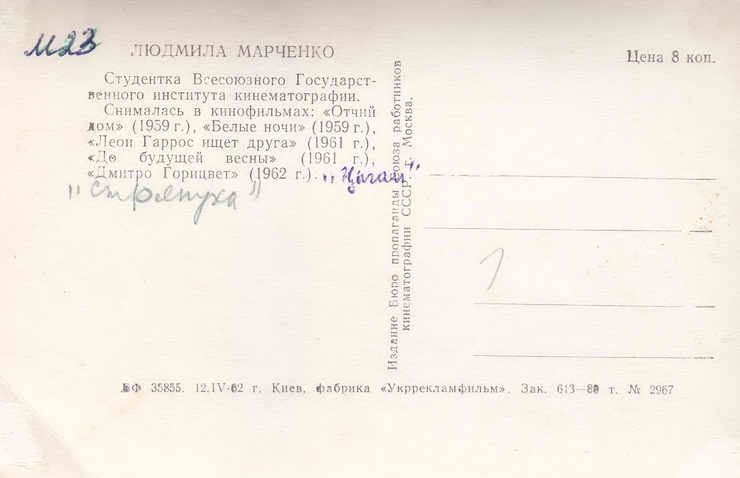 М23
ЛЮДМИЛА МАРЧЕНКО
Цена 8 коп.
Студентка Всесоюзного Государст-
венного института кинематографии.
Снималась в кинофильмах: «Отчий
дом» (1959 г.), «Белые ночи» (1959 г.),
«Леон Гаррос ищет друга» (1961 г.),
«До будущей весны» (1961 г.),
«Дмитро Горицвет» (1962 г.). "Цыган"
"Стряпуха"
Издание Бюро пропаганды Союза работников
кинематографии СССР. г. Москва.
БФ 35855. 12.IV-62 г. Киев, фабрика «Укррекламфильм». Зак. 613—80 т. № 2967